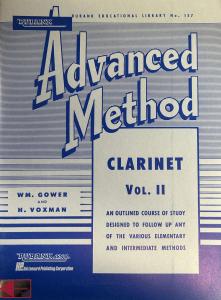 RUBANK EDUCATIONAL LIBRARY No. 157
RUBANK
Advanced
Method
CLARINET
VOL. II
WM. GOWER
AND
H. VOXMAN
AN OUTLINED COURSE OF STUDY
DESIGNED TO FOLLOW UP ANY
OF THE VARIOUS ELEMENTARY
AND INTERMEDIATE METHODS
RUBANK
Hal Leonard Publishing Corporation